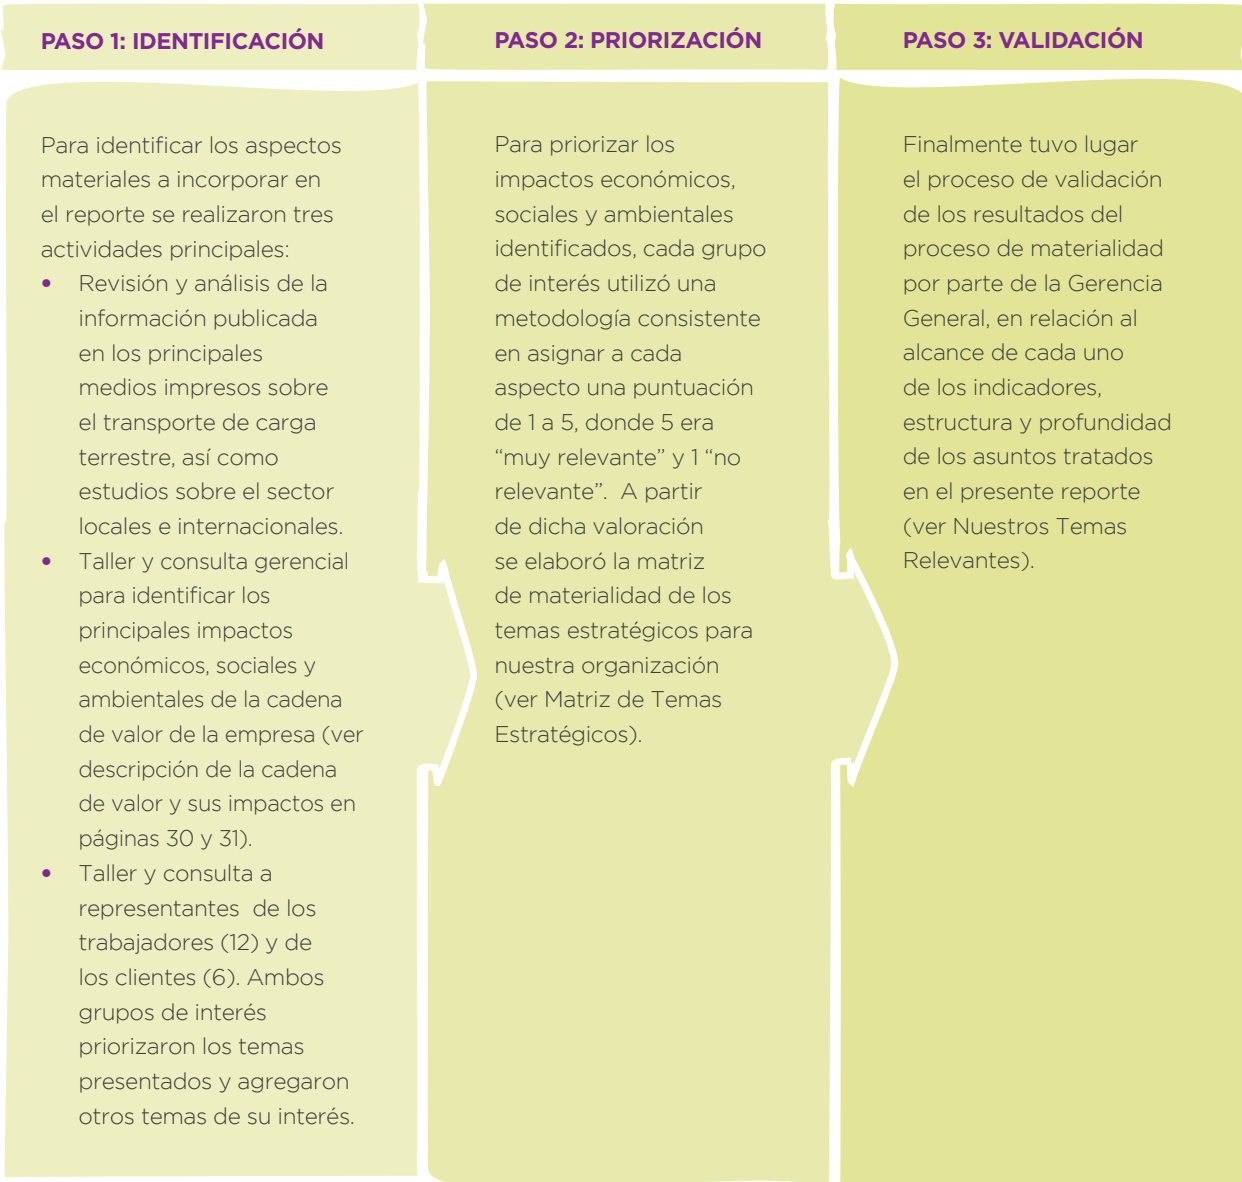 PASO 1: IDENTIFICACIÓN
Para identificar los aspectos
materiales a incorporar en
el reporte se realizaron tres
actividades principales:
• Revisión y análisis de la
información publicada
en los principales
medios impresos sobre
el transporte de carga
terrestre, así como
estudios sobre el sector
locales e internacionales.
• Taller y consulta gerencial
para identificar los
principales impactos
económicos, sociales y
ambientales de la cadena
de valor de la empresa (ver
descripción de la cadena
de valor y sus impactos en
páginas 30 y 31).
• Taller y consulta a
representantes de los
trabajadores (12) y de
los clientes (6). Ambos
grupos de interés
priorizaron los temas
presentados y agregaron
otros temas de su interés.
PASO 2: PRIORIZACIÓN
Para priorizar los
impactos económicos,
sociales y ambientales
identificados, cada grupo
de interés utilizó una
metodología consistente
en asignar a cada
aspecto una puntuación
de 1 a 5, donde 5 era
“muy relevante” y 1 “no
relevante”. A partir
de dicha valoración
se elaboró la matriz
de materialidad de los
temas estratégicos para
nuestra organización
(ver Matriz de Temas
Estratégicos).
PASO 3: VALIDACIÓN
Finalmente tuvo lugar
el proceso de validación
de los resultados del
proceso de materialidad
por parte de la Gerencia
General, en relación al
alcance de cada uno
de los indicadores,
estructura y profundidad
de los asuntos tratados
en el presente reporte
(ver Nuestros Temas
Relevantes).